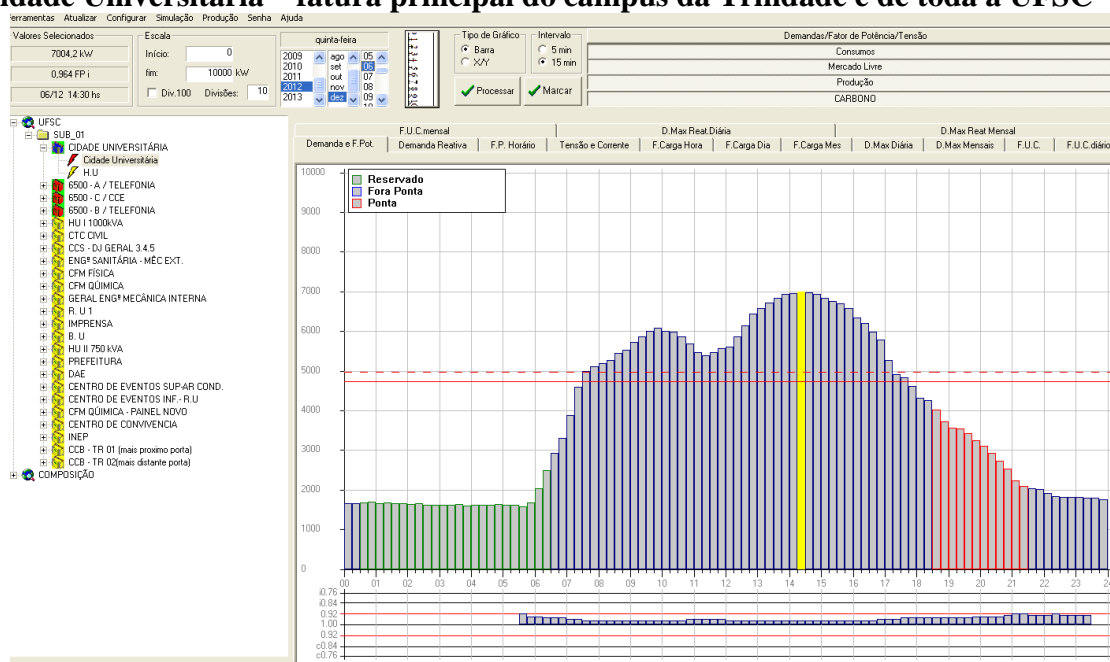 idade Universitária – fatura principal do campus da Trindade e de toda a UFSC
Ferramentas Atualizar Configurar Simulação Produção Senha Ajuda
Valores Selecionados
7004,2 kW
0,964 FP i
06/12 14:30 hs
Escala
Início: 0
fim: 10000 kW
Div.100 Divisões: 10
quinta-feira
2009 ago 05
2010 set 06
2011 out 07
2012 nov 08
2013 dez 09
10
Tipo de Gráfico
Barra
X/Y
Intervalo
5 min
15 min
Processar
Marcar
Demandas/Fator de Potência/Tensão
Consumos
Mercado Livre
Produção
CARBONO
UFSC
SUB_01
CIDADE UNIVERSITÁRIA
Cidade Universitária
H.U
6500 - A / TELEFONIA
6500 - C / CCE
6500 - B / TELEFONIA
HU I 1000kVA
CTC CIVIL
CCS - DJ GERAL 3.4.5
ENGª SANITÁRIA - MÊC EXT.
CFM FÍSICA
CFM QÜIMICA
GERAL ENGª MECÂNICA INTERNA
R. U 1
IMPRENSA
B. U
HU II 750 kVA
PREFEITURA
DAE
CENTRO DE EVENTOS SUP-AR COND.
CENTRO DE EVENTOS INF.- R.U
CFM QÜIMICA - PAINEL NOVO
CENTRO DE CONVIVENCIA
INEP
CCB - TR 01 (mais proximo porta)
CCB - TR 02(mais distante porta)
COMPOSIÇÃO
F.U.C.mensal D.Max Reat.Diária D.Max Reat Mensal
Demanda e F.Pot. Demanda Reativa F.P. Horário Tensão e Corrente F.Carga Hora F.Carga Dia F.Carga Mes D.Max Diária D.Max Mensais F.U.C. F.U.C.diário
Reservado
Fora Ponta
Ponta
10000
9000
8000
7000
6000
5000
4000
3000
2000
1000
0
00 01 02 03 04 05 06 07 08 09 10 11 12 13 14 15 16 17 18 19 20 21 22 23 24
i0.76
i0.84
0.92
1.00
0.92
c0.84
c0.76